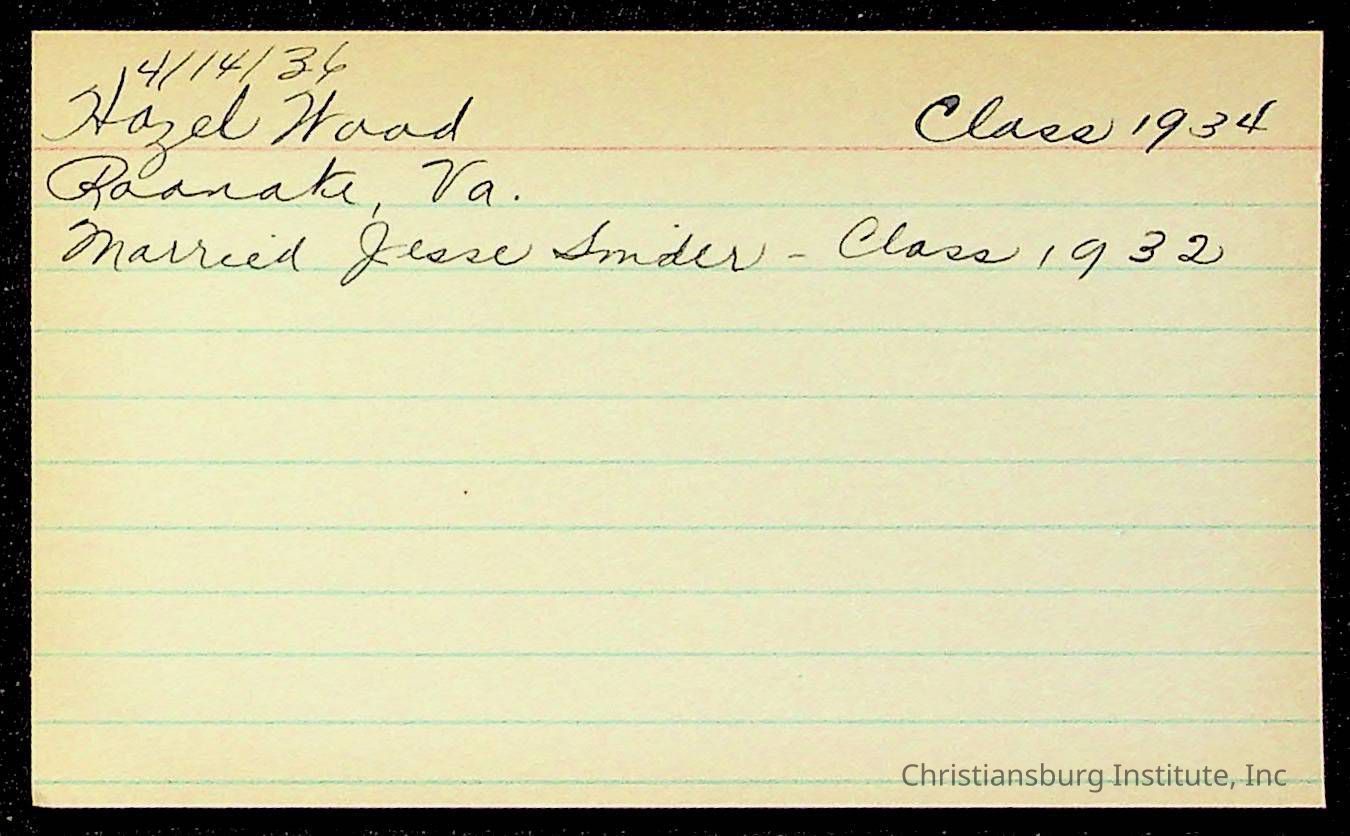 4/14/36
Hazel Wood Class 1934
Roanoke, Va.
Married Jesse Snider - Class 1932
Christiansburg Institute, Inc